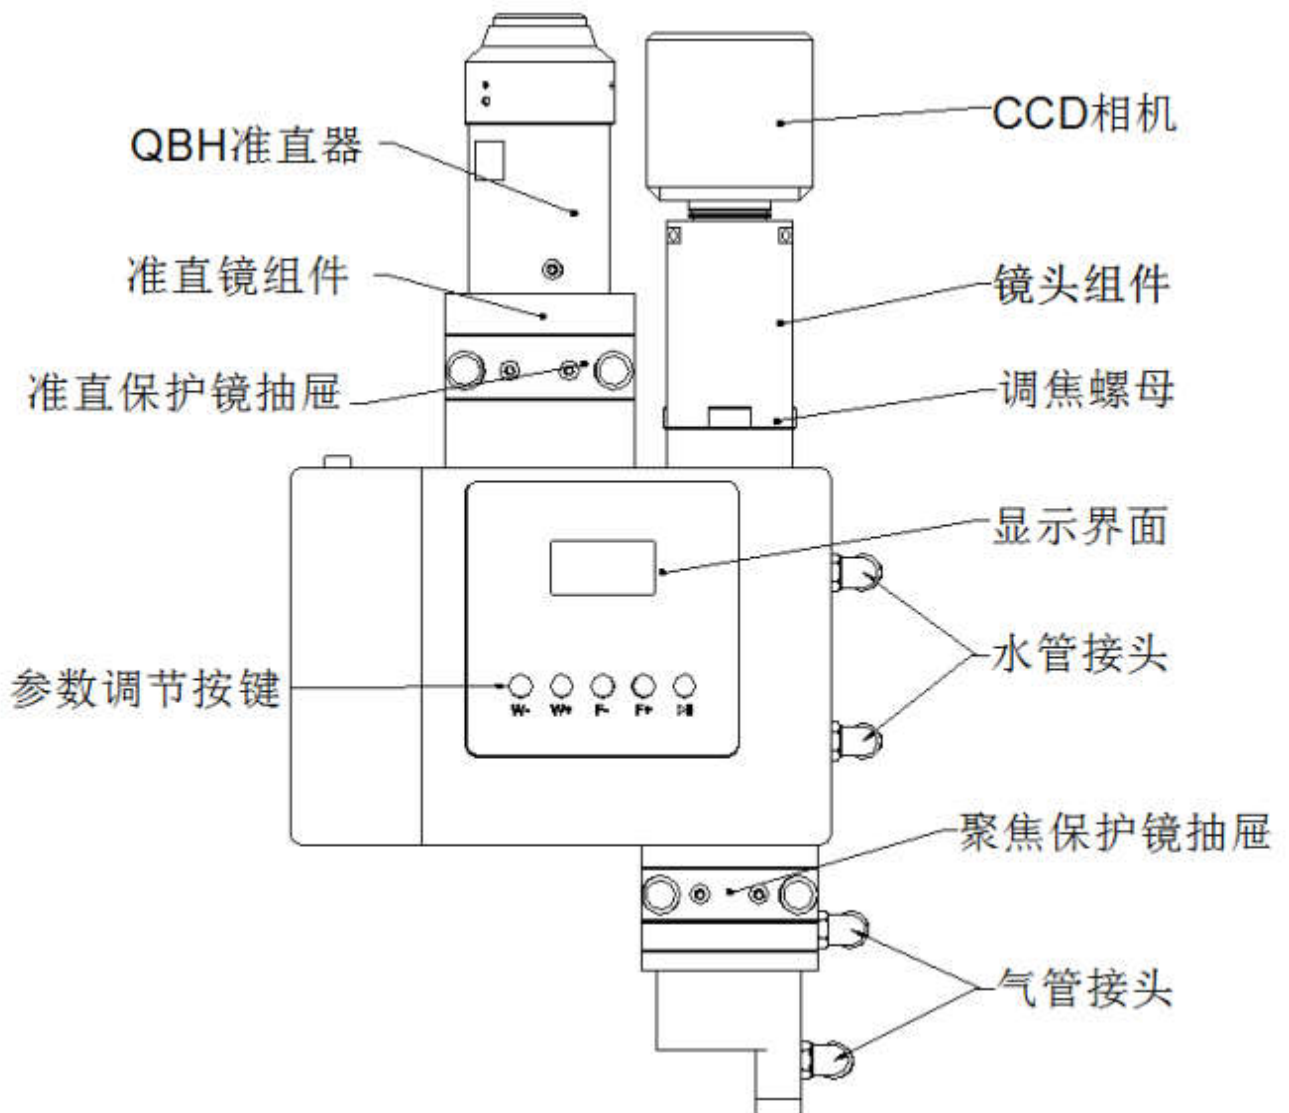 CCD相机
QBH准直器
准直镜组件
镜头组件
准直保护镜抽屉
调焦螺母
显示界面
水管接头
参数调节按键
W- W+ F- F+
聚焦保护镜抽屉
气管接头